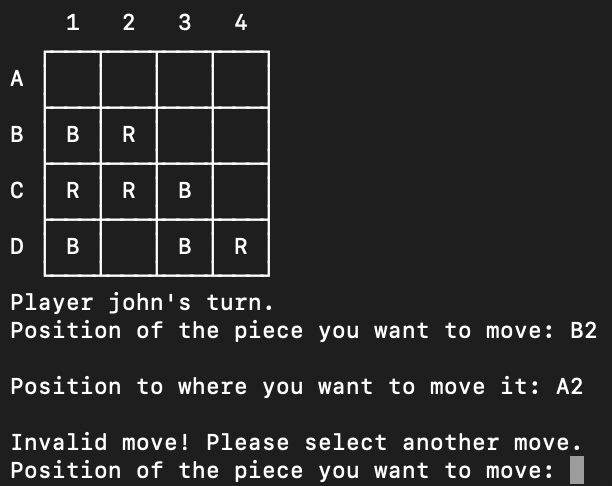 1 2 3 4
A
B B R
C R R B
D B B R
Player john's turn.
Position of the piece you want to move: B2
Position to where you want to move it: A2
Invalid move! Please select another move.
Position of the piece you want to move: